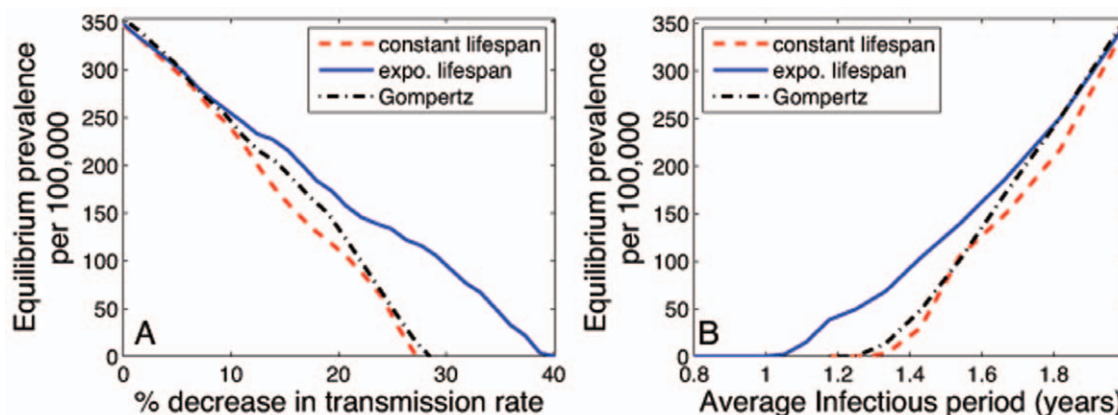 350
300
250
200
150
100
50
0
Equilibrium prevalence
per 100,000
constant lifespan
expo. lifespan
Gompertz
A
0 10 20 30 40
% decrease in transmission rate
350
300
250
200
150
100
50
0
Equilibrium prevalence
per 100,000
constant lifespan
expo. lifespan
Gompertz
B
0.8 1 1.2 1.4 1.6 1.8
Average Infectious period (years)